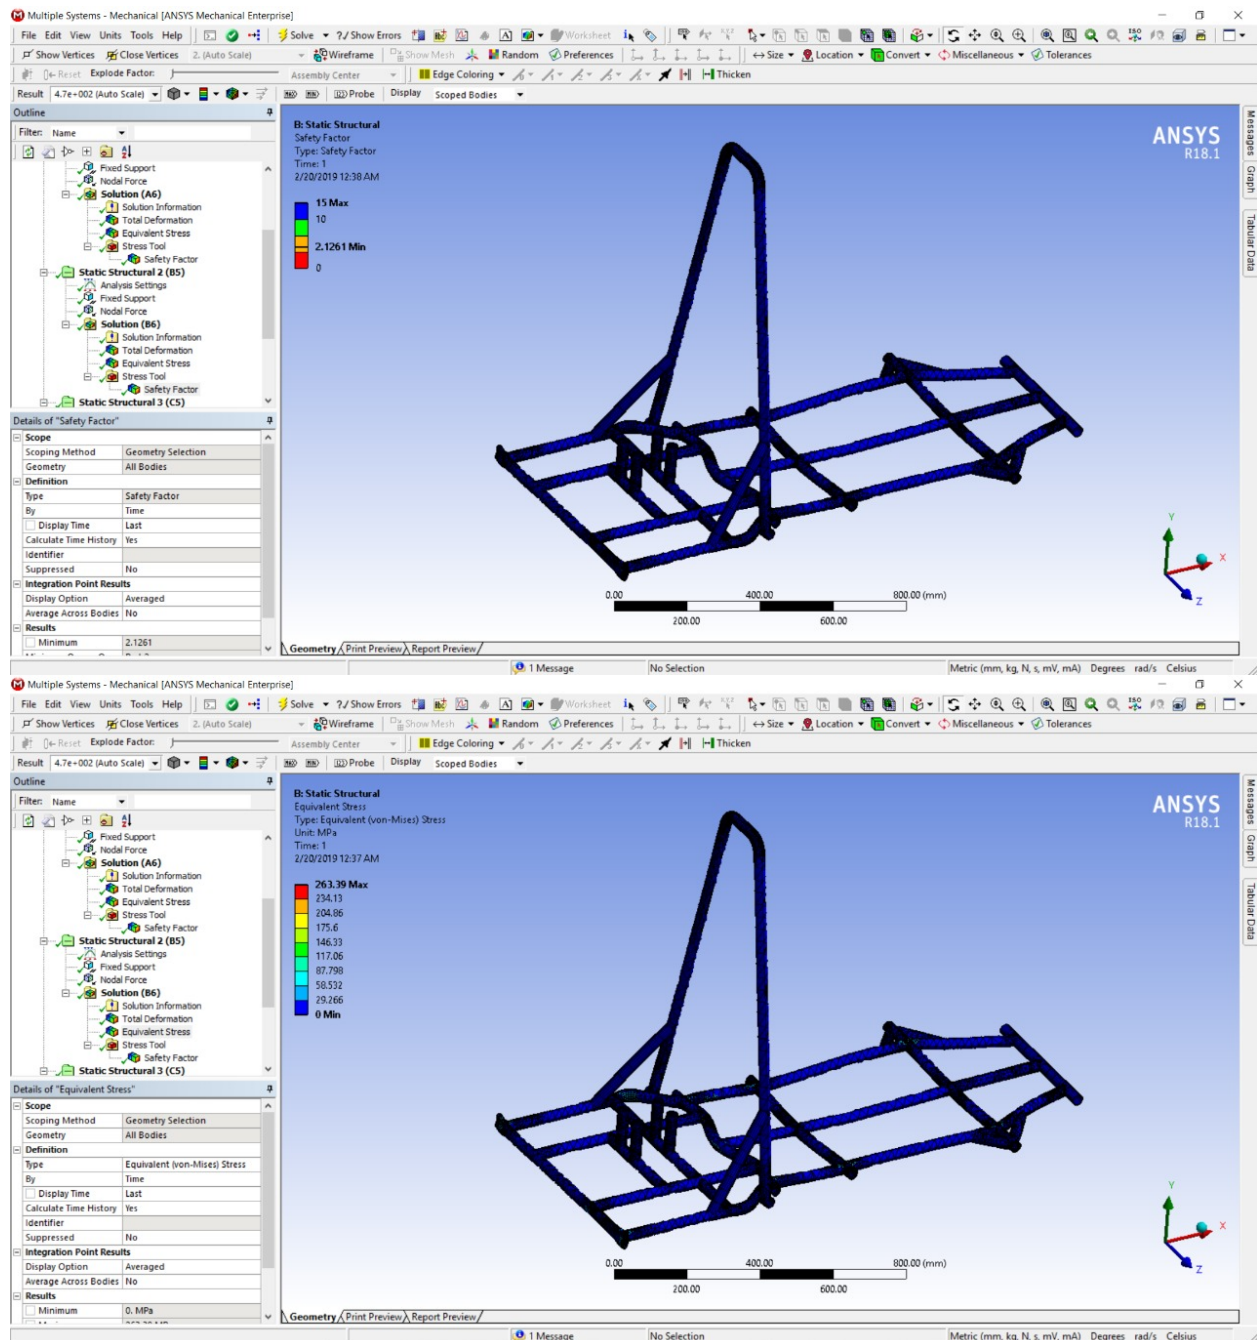 Multiple Systems - Mechanical [ANSYS Mechanical Enterprise]
File Edit View Units Tools Help Solve ?/ Show Errors Worksheet
Show Vertices Close Vertices 2. (Auto Scale) Wireframe Show Mesh Random Preferences Size Location Convert Miscellaneous Tolerances
Reset Explode Factor: Assembly Center Edge Coloring Thicken
Result 4.7e+002 (Auto Scale) Probe Display Scoped Bodies
Outline
Filter: Name
Fixed Support
Nodal Force
Solution (A6)
Solution Information
Total Deformation
Equivalent Stress
Stress Tool
Safety Factor
Static Structural 2 (B5)
Analysis Settings
Fixed Support
Nodal Force
Solution (B6)
Solution Information
Total Deformation
Equivalent Stress
Stress Tool
Safety Factor
Static Structural 3 (C5)
Details of "Safety Factor"
Scope
Scoping Method Geometry Selection
Geometry All Bodies
Definition
Type Safety Factor
By Time
Display Time Last
Calculate Time History Yes
Identifier
Suppressed No
Integration Point Results
Display Option Averaged
Average Across Bodies No
Results
Minimum 2.1261
B: Static Structural
Safety Factor
Type: Safety Factor
Time: 1
2/20/2019 12:38 AM
15 Max
10
2.1261 Min
0
ANSYS
R18.1
Y
X
Z
0.00 400.00 800.00 (mm)
200.00 600.00
Geometry Print Preview Report Preview
Messages
Graph
Tabular Data
1 Message No Selection Metric (mm, kg, N, s, mV, mA) Degrees rad/s Celsius
Multiple Systems - Mechanical [ANSYS Mechanical Enterprise]
File Edit View Units Tools Help Solve ?/ Show Errors Worksheet
Show Vertices Close Vertices 2. (Auto Scale) Wireframe Show Mesh Random Preferences Size Location Convert Miscellaneous Tolerances
Reset Explode Factor: Assembly Center Edge Coloring Thicken
Result 4.7e+002 (Auto Scale) Probe Display Scoped Bodies
Outline
Filter: Name
Fixed Support
Nodal Force
Solution (A6)
Solution Information
Total Deformation
Equivalent Stress
Stress Tool
Safety Factor
Static Structural 2 (B5)
Analysis Settings
Fixed Support
Nodal Force
Solution (B6)
Solution Information
Total Deformation
Equivalent Stress
Stress Tool
Safety Factor
Static Structural 3 (C5)
Details of "Equivalent Stress"
Scope
Scoping Method Geometry Selection
Geometry All Bodies
Definition
Type Equivalent (von-Mises) Stress
By Time
Display Time Last
Calculate Time History Yes
Identifier
Suppressed No
Integration Point Results
Display Option Averaged
Average Across Bodies No
Results
Minimum 0. MPa
B: Static Structural
Equivalent Stress
Type: Equivalent (von-Mises) Stress
Unit: MPa
Time: 1
2/20/2019 12:37 AM
263.39 Max
234.13
204.86
175.6
146.33
117.06
87.798
58.532
29.266
0 Min
ANSYS
R18.1
Y
X
Z
0.00 400.00 800.00 (mm)
200.00 600.00
Geometry Print Preview Report Preview
Messages
Graph
Tabular Data
1 Message No Selection Metric (mm, kg, N, s, mV, mA) Degrees rad/s Celsius